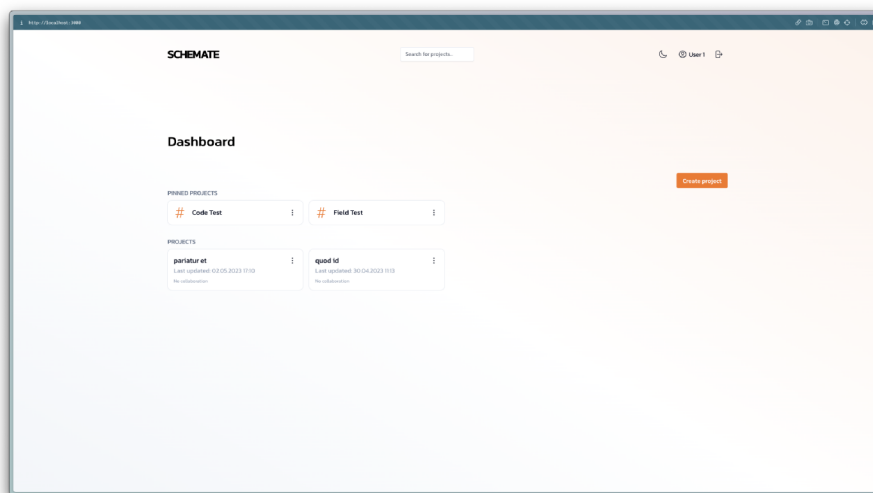 http://localhost:3000
SCHEMATE
Search for projects..
User 1
Dashboard
Create project
PINNED PROJECTS
Code Test
Field Test
PROJECTS
pariatur et
Last updated: 03.05.2023 17:10
No collaboration
quod id
Last updated: 30.04.2023 11:13
No collaboration